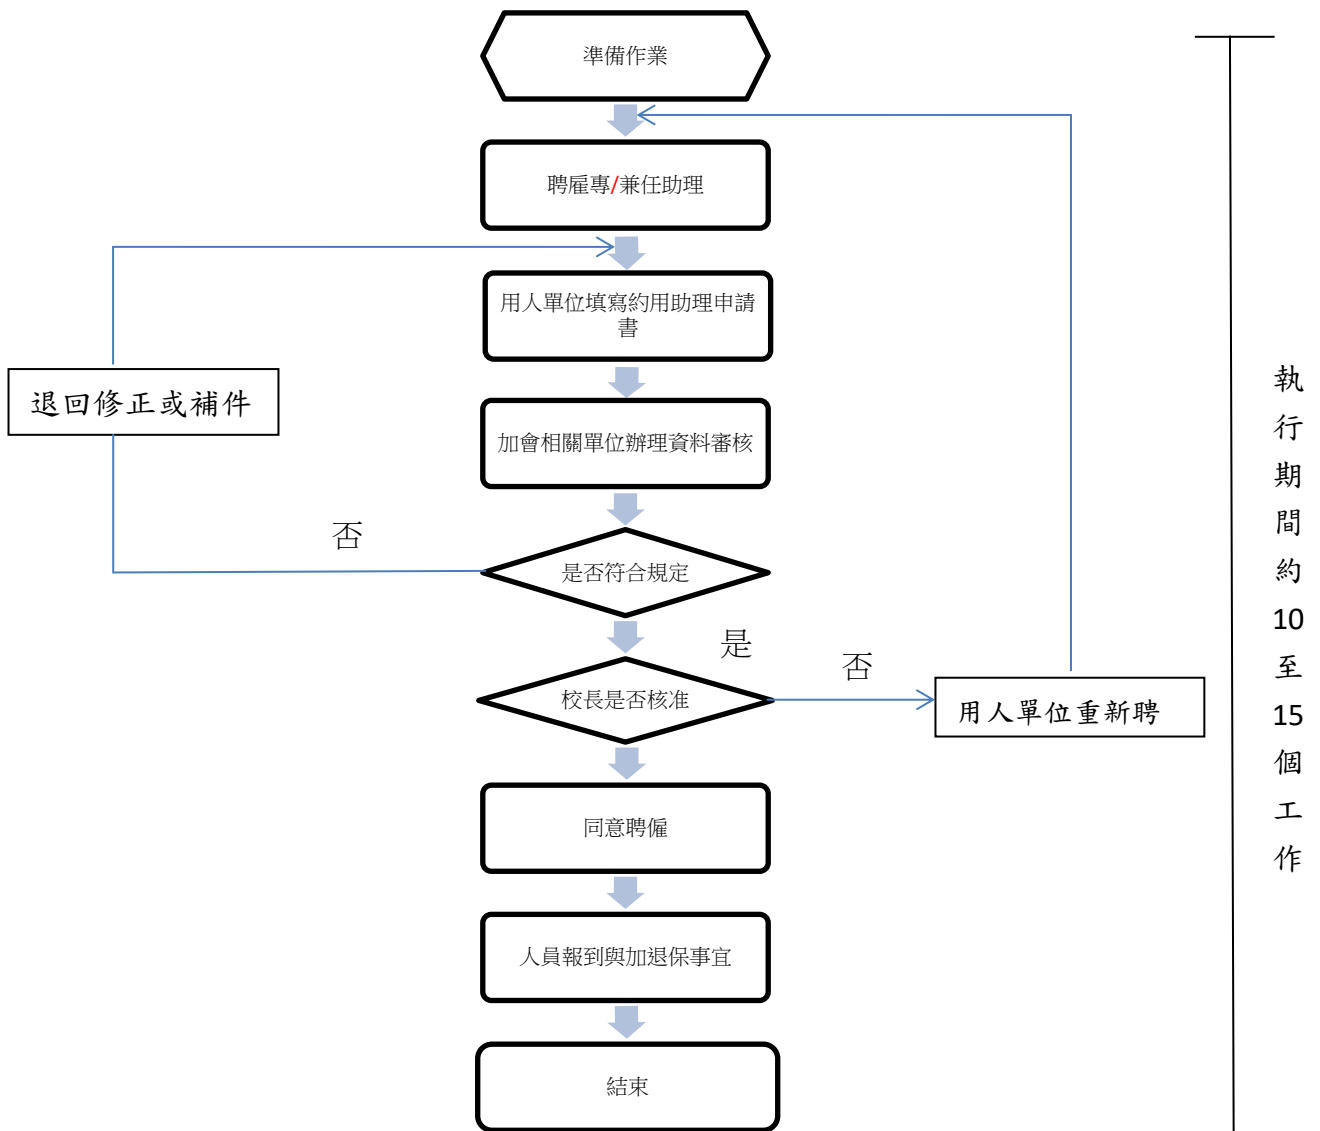 準備作業
聘雇專/兼任助理
用人單位填寫約用助理申請
書
退回修正或補件
加會相關單位辦理資料審核
否
是否符合規定
是
否
校長是否核准
用人單位重新聘
同意聘僱
人員報到與加退保事宜
結束
執
行
期
間
約
10
至
15
個
工
作